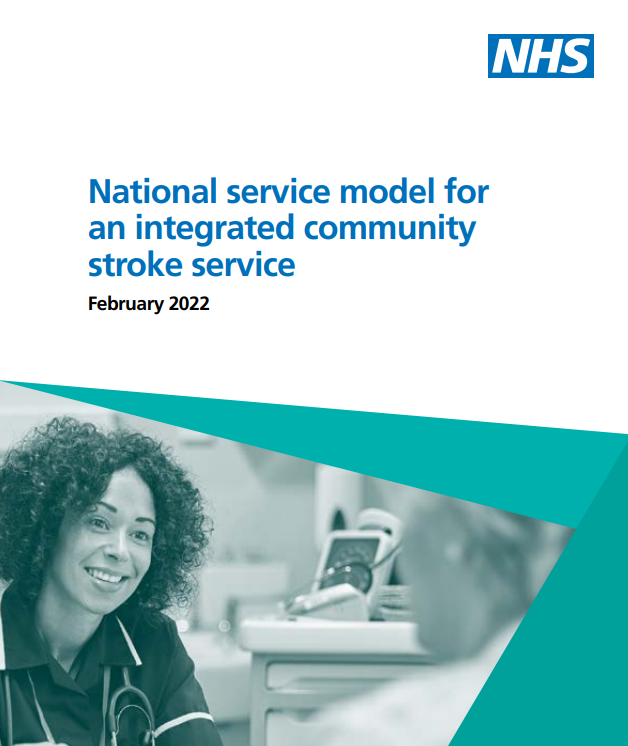 NHS
National service model for
an integrated community
stroke service
February 2022